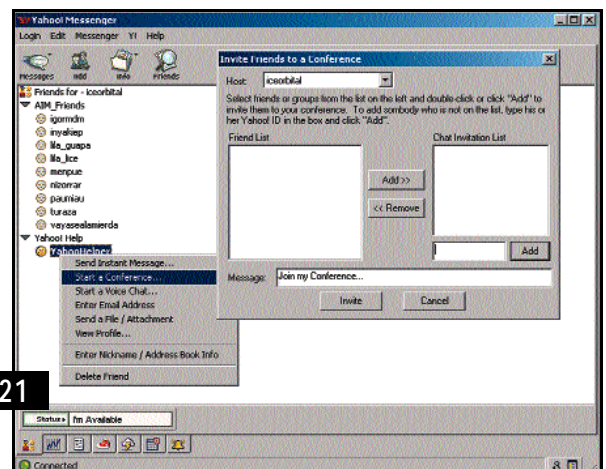 Yahoo! Messenger
Login Edit Messenger Y! Help
messages add info friends
Friends for - iceorbital
AIM_Friends
igormdm
inyakiep
lila_guapa
lila_lice
menpue
nizorrar
paumiau
turaza
vayasealamierda
Yahoo! Help
YahooHelper
Send Instant Message...
Start a Conference...
Start a Voice Chat...
Enter Email Address
Send a File / Attachment
View Profile...
Enter Nickname / Address Book Info
Delete Friend
Invite Friends to a Conference
Host: iceorbital
Select friends or groups from the list on the left and double-click or click "Add" to
invite them to your conference. To add sombody who is not on the list, type his or
her Yahoo! ID in the box and click "Add".
Friend List
Chat Invitation List
Add >>
<< Remove
Add
Message: Join my Conference...
Invite Cancel
21
Status I'm Available
Connected